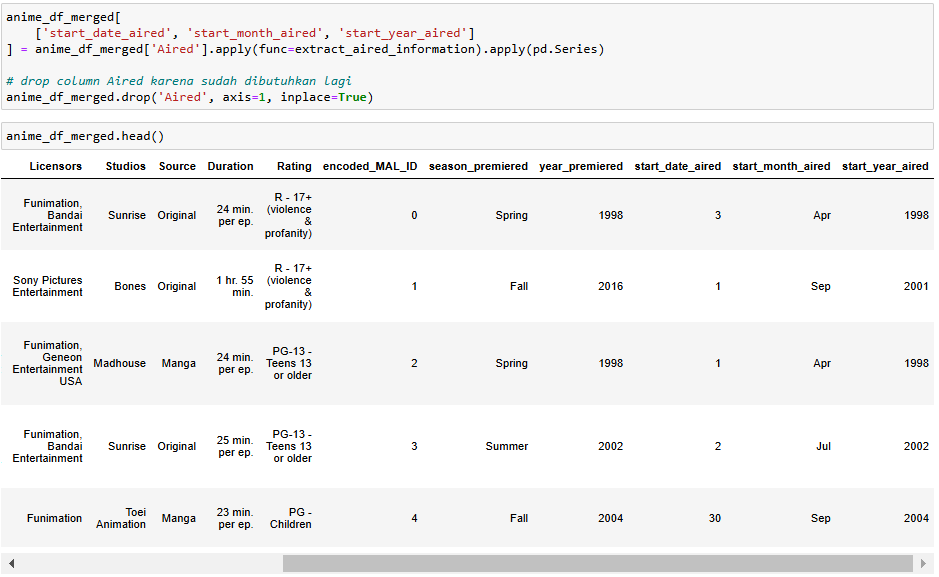 anime_df_merged[
    ['start_date_aired', 'start_month_aired', 'start_year_aired']
] = anime_df_merged['Aired'].apply(func=extract_aired_information).apply(pd.Series)
# drop column Aired karena sudah dibutuhkan lagi
anime_df_merged.drop('Aired', axis=1, inplace=True)
anime_df_merged.head()
Licensors Studios Source Duration Rating encoded_MAL_ID season_premiered year_premiered start_date_aired start_month_aired start_year_aired
Funimation, Bandai Entertainment Sunrise Original 24 min. per ep. R - 17+ (violence & profanity) 0 Spring 1998 3 Apr 1998
Sony Pictures Entertainment Bones Original 1 hr. 55 min. R - 17+ (violence & profanity) 1 Fall 2016 1 Sep 2001
Funimation, Geneon Entertainment USA Madhouse Manga 24 min. per ep. PG-13 - Teens 13 or older 2 Spring 1998 1 Apr 1998
Funimation, Bandai Entertainment Sunrise Original 25 min. per ep. PG-13 - Teens 13 or older 3 Summer 2002 2 Jul 2002
Funimation Toei Animation Manga 23 min. per ep. PG - Children 4 Fall 2004 30 Sep 2004